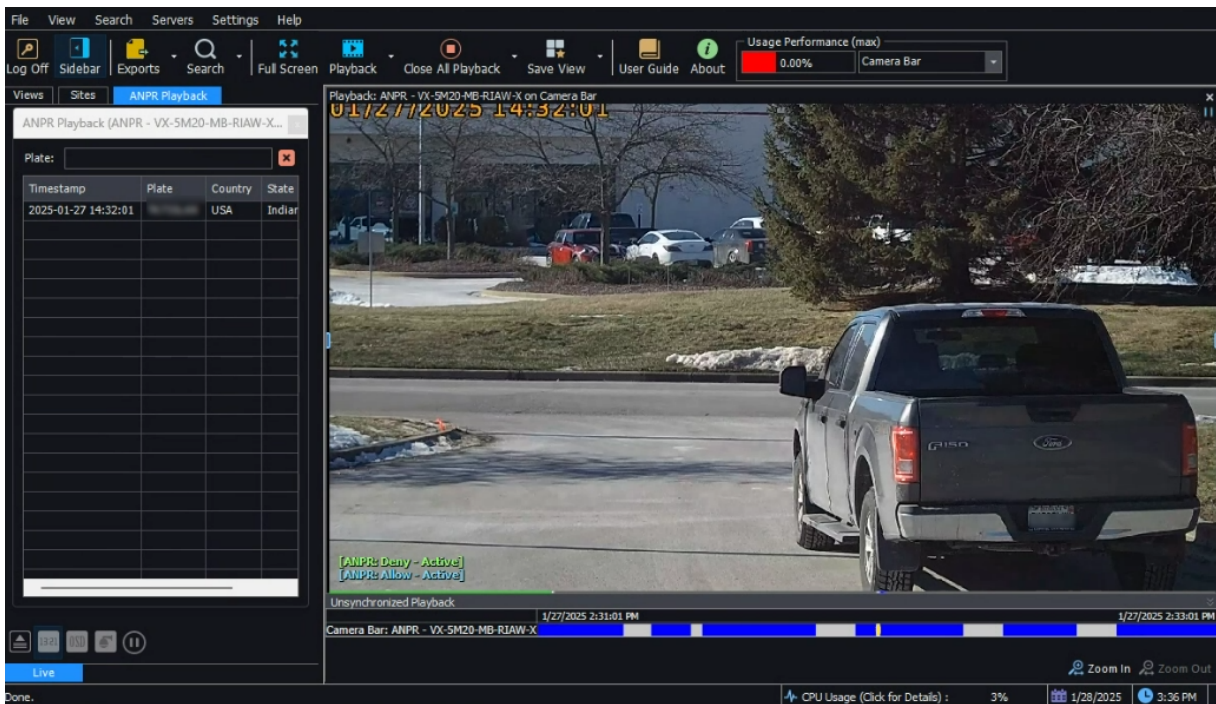 File View Search Servers Settings Help
Log Off Sidebar Exports Search Full Screen Playback Close All Playback Save View User Guide About
Usage Performance (max)
0.00% Camera Bar
Views Sites ANPR Playback
ANPR Playback (ANPR - VX-5M20-MB-RIAW-X...
Plate:
Timestamp Plate Country State
2025-01-27 14:32:01 USA Indiar
Playback: ANPR - VX-5M20-MB-RIAW-X on Camera Bar
01/27/2025 14:32:01
F150 Ford
[ANPR: Deny - Active]
[ANPR: Allow - Active]
Unsynchronized Playback
1/27/2025 2:31:01 PM 1/27/2025 2:33:01 PM
Camera Bar: ANPR - VX-5M20-MB-RIAW-X
Zoom In Zoom Out
Live
Done. CPU Usage (Click for Details) : 3% 1/28/2025 3:36 PM